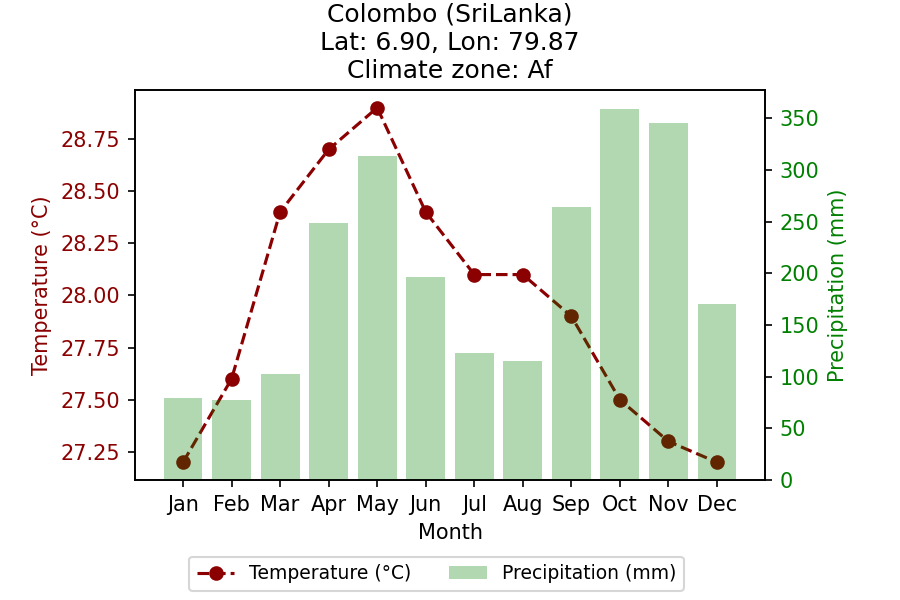 Colombo (SriLanka)
Lat: 6.90, Lon: 79.87
Climate zone: Af
Temperature (°C)
28.75
28.50
28.25
28.00
27.75
27.50
27.25
350
300
250
200
150
100
50
0
Precipitation (mm)
Jan Feb Mar Apr May Jun Jul Aug Sep Oct Nov Dec
Month
Temperature (°C) Precipitation (mm)